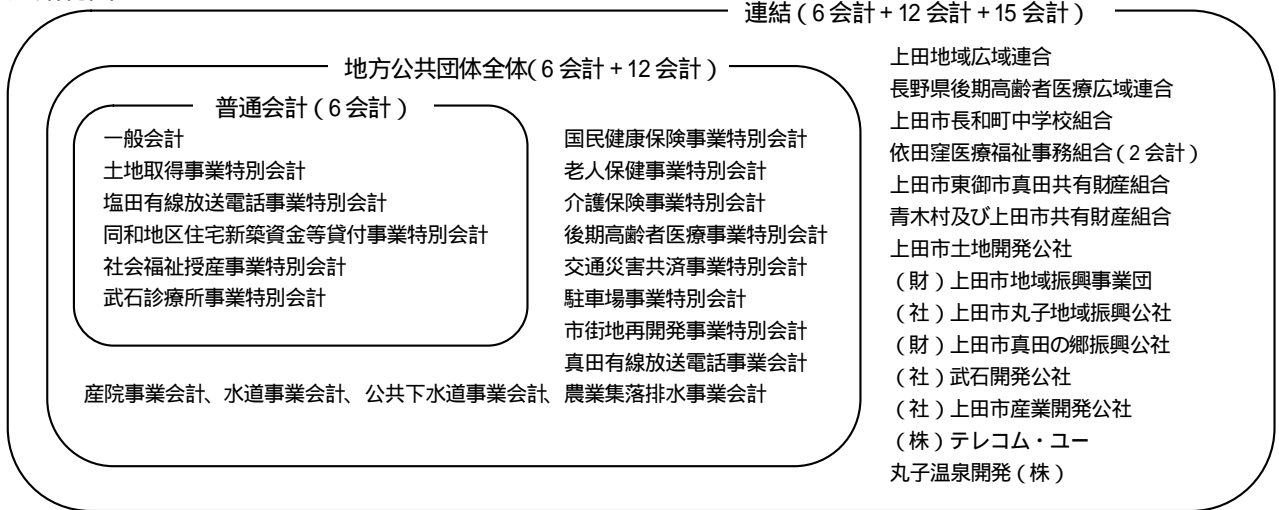 連結(6会計+12会計+15会計)
地方公共団体全体(6会計+12会計)
普通会計(6会計)
一般会計
土地取得事業特別会計
塩田有線放送電話事業特別会計
同和地区住宅新築資金等貸付事業特別会計
社会福祉授産事業特別会計
武石診療所事業特別会計
国民健康保険事業特別会計
老人保健事業特別会計
介護保険事業特別会計
後期高齢者医療事業特別会計
交通災害共済事業特別会計
駐車場事業特別会計
市街地再開発事業特別会計
真田有線放送電話事業会計
産院事業会計、水道事業会計、公共下水道事業会計、農業集落排水事業会計
上田地域広域連合
長野県後期高齢者医療広域連合
上田市長和町中学校組合
依田窪医療福祉事務組合(2会計)
上田市東御市真田共有財産組合
青木村及び上田市共有財産組合
上田市土地開発公社
(財)上田市地域振興事業団
(社)上田市丸子地域振興公社
(財)上田市真田の郷振興公社
(社)武石開発公社
(社)上田市産業開発公社
(株)テレコム・ユー
丸子温泉開発(株)